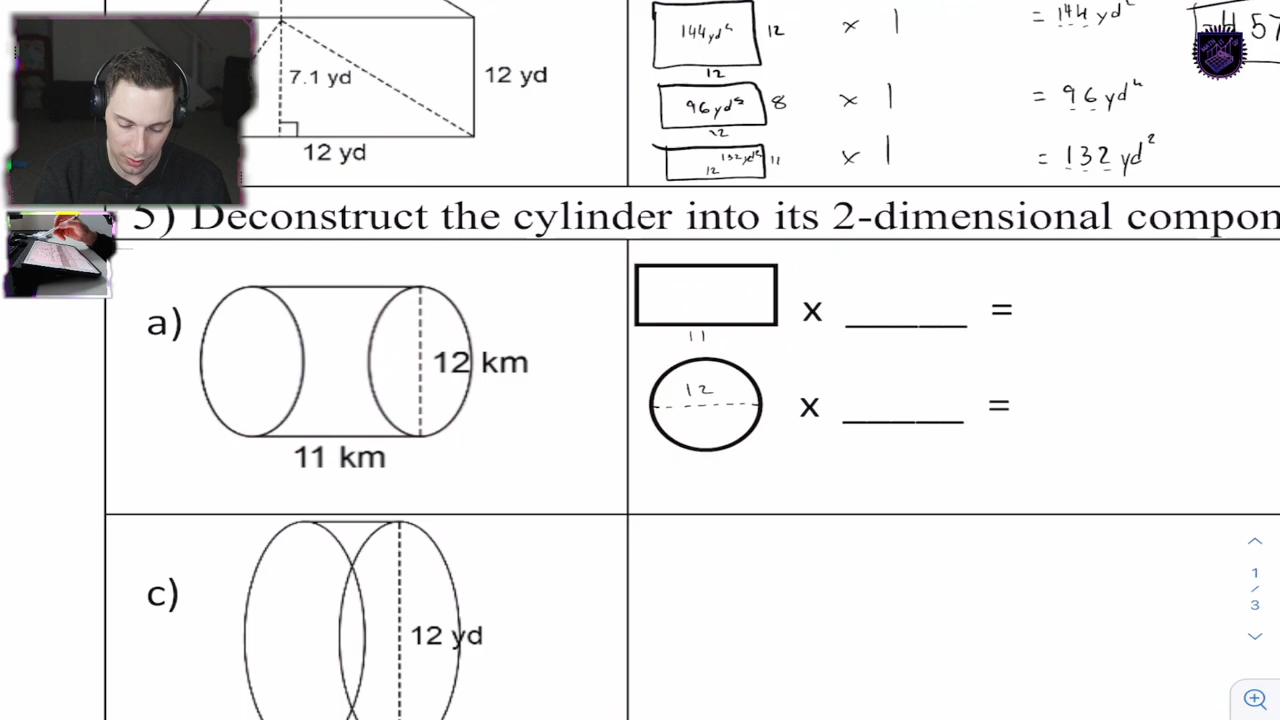 7.1 yd
12 yd
12 yd
144yd² 12 x 1 = 144 yd²
12
96yd² 8 x 1 = 96 yd²
12
132yd² 11 x 1 = 132 yd²
12
5) Deconstruct the cylinder into its 2-dimensional compon
a)
12 km
11 km
x ______ =
11
12
x ______ =
c)
12 yd
1
/
3